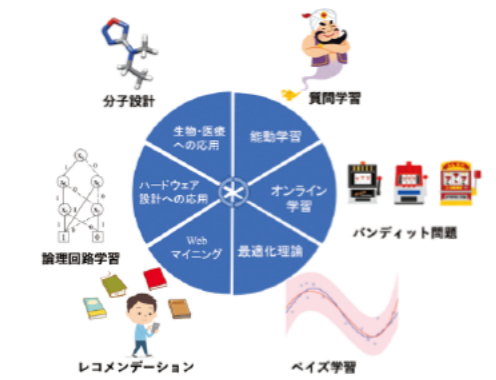 分子設計
質問学習
生物・医療
への応用
能動学習
ハードウェア
設計への応用
オンライン
学習
バンディット問題
論理回路学習
Web
マイニング
最適化理論
レコメンデーション
ベイズ学習